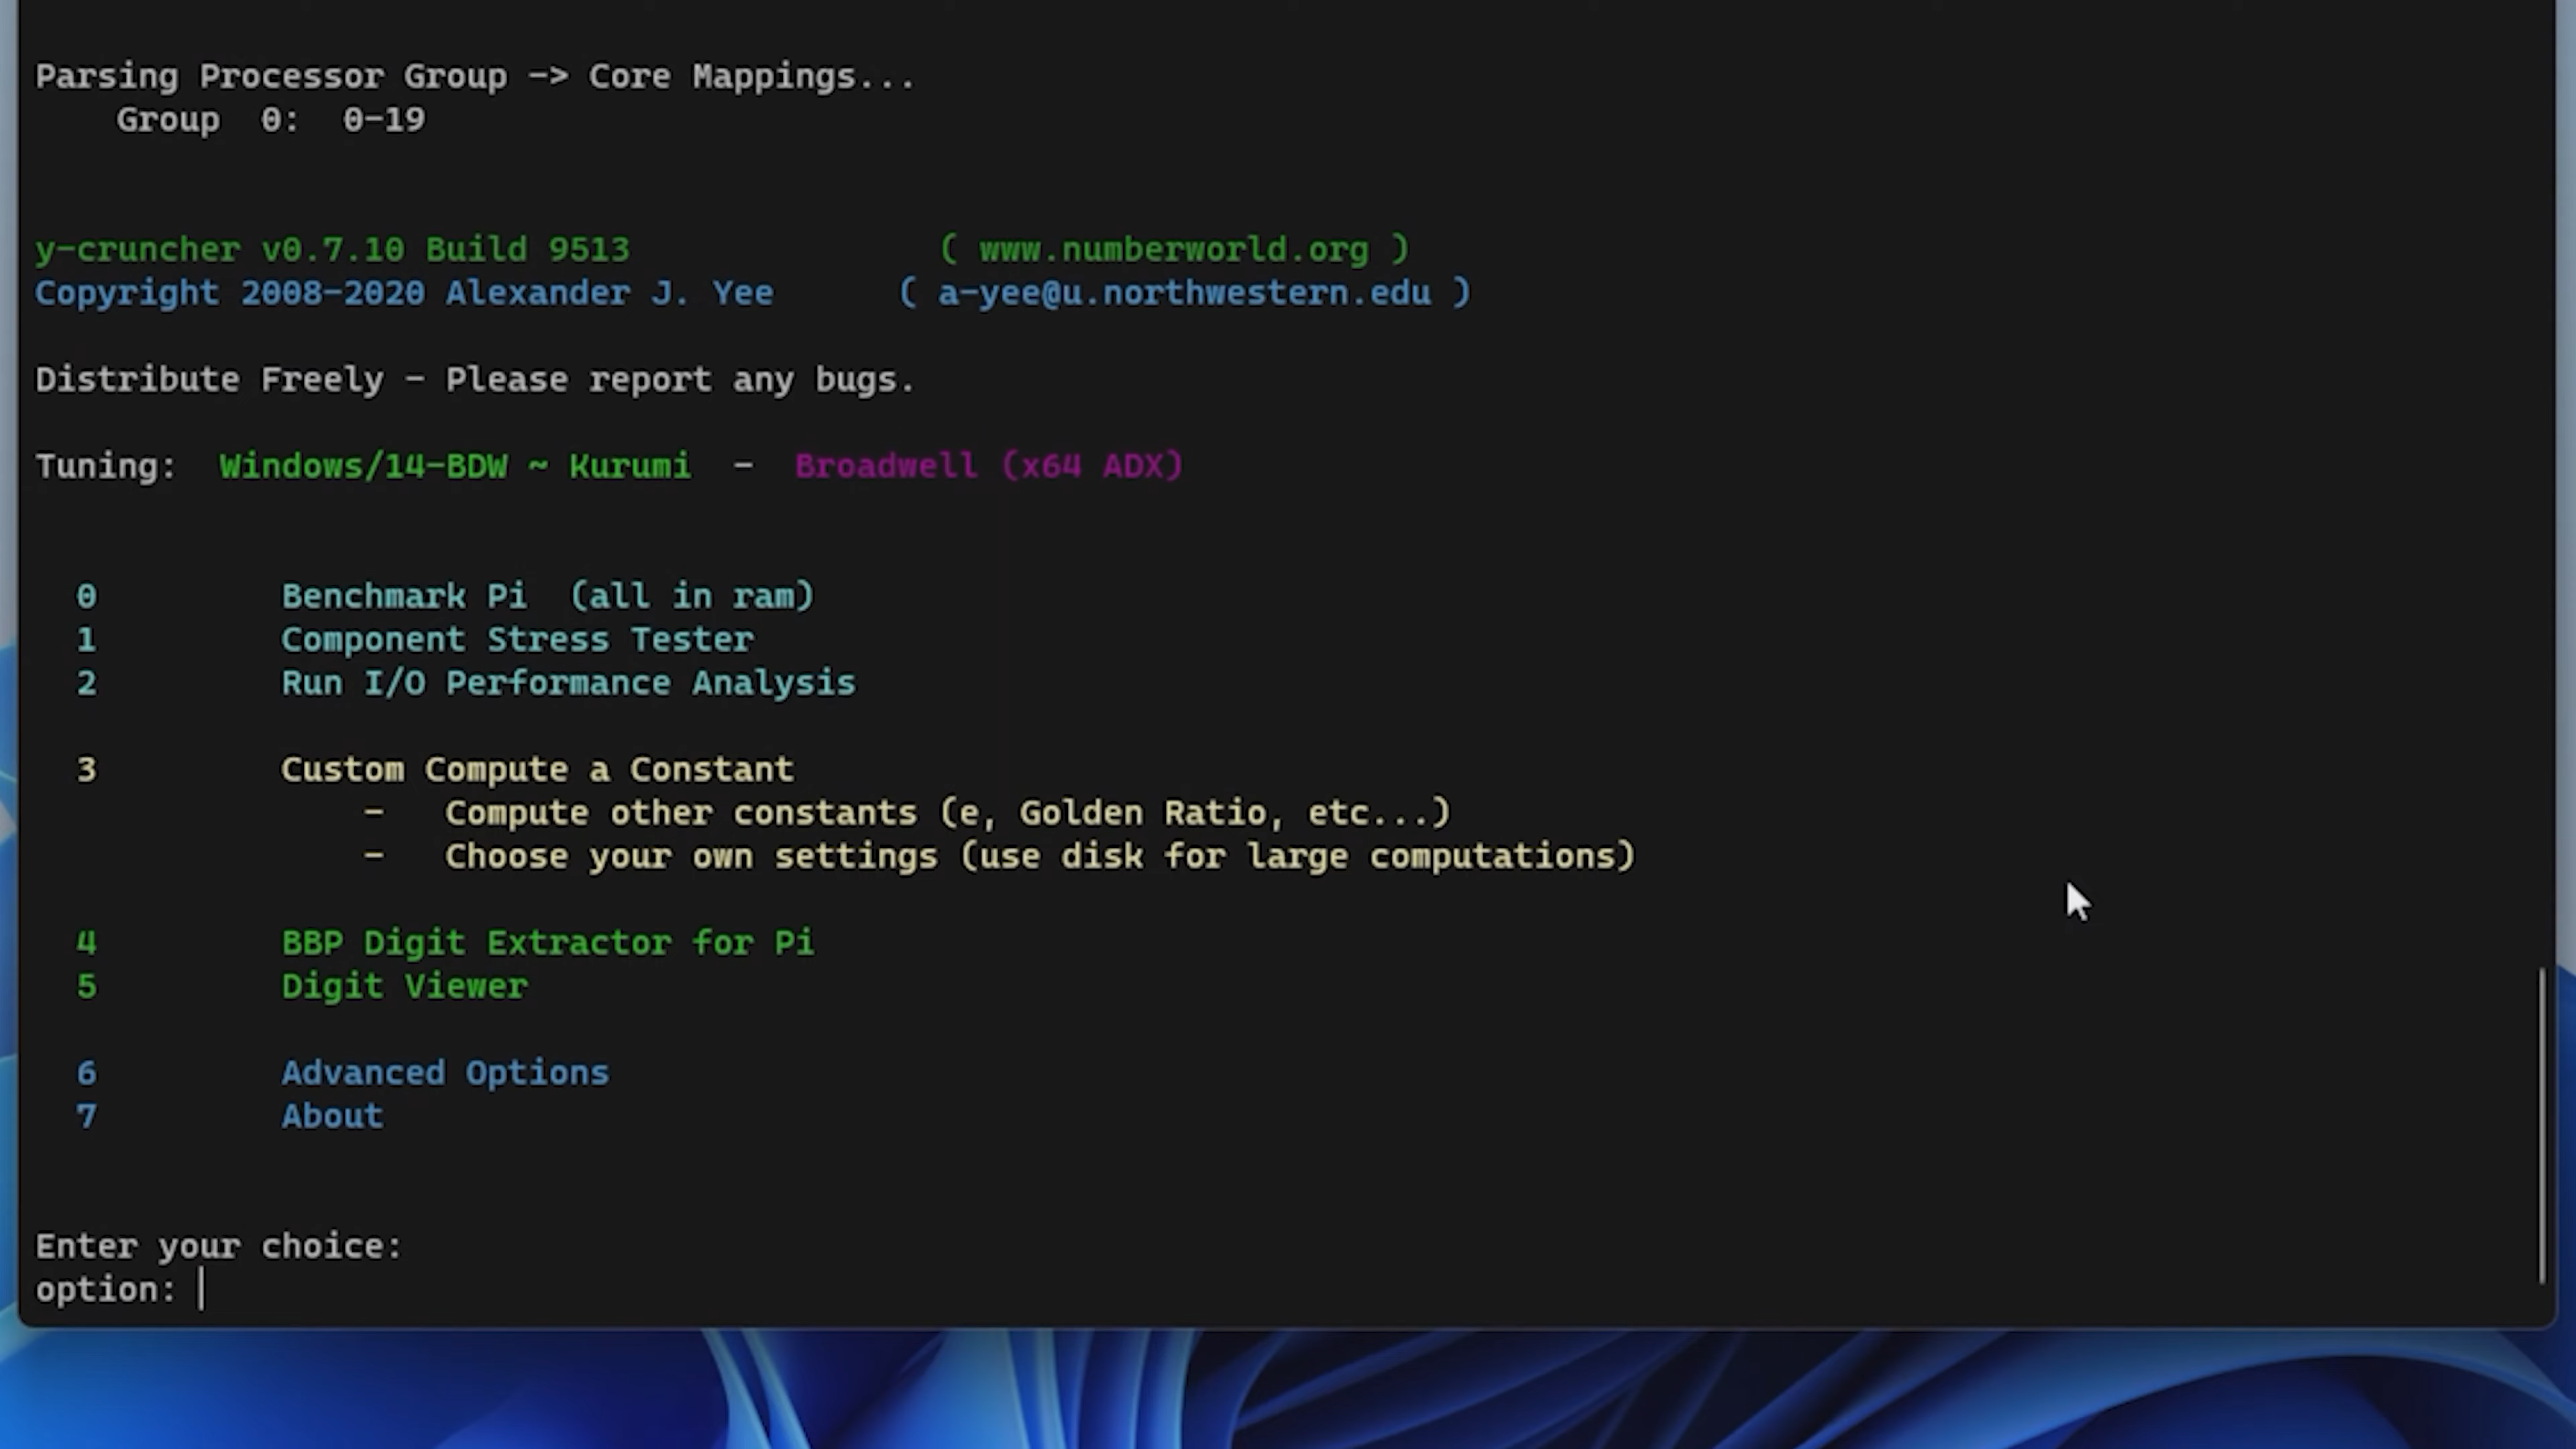 Parsing Processor Group -> Core Mappings...
Group 0: 0-19
y-cruncher v0.7.10 Build 9513 ( www.numberworld.org )
Copyright 2008-2020 Alexander J. Yee ( a-yee@u.northwestern.edu )
Distribute Freely - Please report any bugs.
Tuning: Windows/14-BDW ~ Kurumi - Broadwell (x64 ADX)
0 Benchmark Pi (all in ram)
1 Component Stress Tester
2 Run I/O Performance Analysis
3 Custom Compute a Constant
- Compute other constants (e, Golden Ratio, etc...)
- Choose your own settings (use disk for large computations)
4 BBP Digit Extractor for Pi
5 Digit Viewer
6 Advanced Options
7 About
Enter your choice:
option: